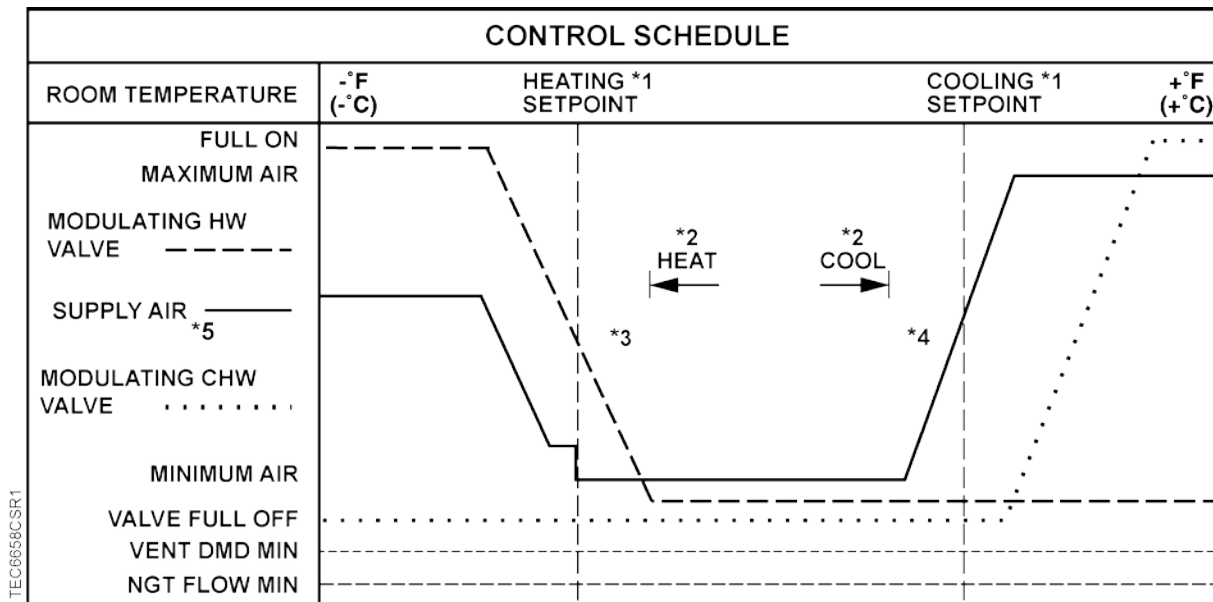 CONTROL SCHEDULE
ROOM TEMPERATURE
-°F
(-°C)
HEATING *1
SETPOINT
COOLING *1
SETPOINT
+°F
(+°C)
FULL ON
MAXIMUM AIR
MODULATING HW
VALVE
SUPPLY AIR
*5
MODULATING CHW
VALVE
MINIMUM AIR
VALVE FULL OFF
VENT DMD MIN
NGT FLOW MIN
*2
HEAT
*2
COOL
*3
*4
TEC6658CSR1